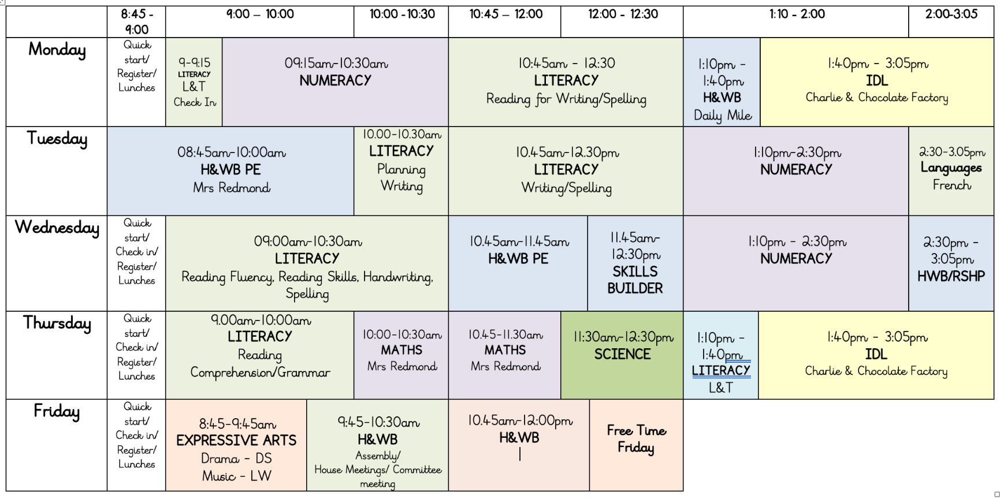 8:45 -
9:00
9:00 – 10:00
10:00 -10:30
10:45 – 12:00
12:00 - 12:30
1:10 - 2:00
2:00-3:05
Monday
Quick
start/
Register/
Lunches
9-9:15
LITERACY
L&T
Check In
09:15am-10:30am
NUMERACY
10:45am - 12:30
LITERACY
Reading for Writing/Spelling
1:10pm -
1:40pm
H&WB
Daily Mile
1:40pm - 3:05pm
IDL
Charlie & Chocolate Factory
Tuesday
08:45am-10:00am
H&WB PE
Mrs Redmond
10.00-10.30am
LITERACY
Planning
Writing
10.45am-12.30pm
LITERACY
Writing/Spelling
1:10pm-2:30pm
NUMERACY
2:30-3.05pm
Languages
French
Wednesday
Quick
start/
Check in/
Register/
Lunches
09:00am-10:30am
LITERACY
Reading Fluency, Reading Skills, Handwriting,
Spelling
10.45am-11.45am
H&WB PE
11.45am-
12:30pm
SKILLS
BUILDER
1:10pm - 2:30pm
NUMERACY
2:30pm -
3:05pm
HWB/RSHP
Thursday
Quick
start/
Check in/
Register/
Lunches
9.00am-10:00am
LITERACY
Reading
Comprehension/Grammar
10:00-10:30am
MATHS
Mrs Redmond
10.45-11.30am
MATHS
Mrs Redmond
11:30am-12:30pm
SCIENCE
1:10pm -
1:40pm
LITERACY
L&T
1:40pm - 3:05pm
IDL
Charlie & Chocolate Factory
Friday
Quick
start/
Check in/
Register/
Lunches
8:45-9:45am
EXPRESSIVE ARTS
Drama - DS
Music - LW
9:45-10:30am
H&WB
Assembly/
House Meetings/ Committee
meeting
10.45am-12:00pm
H&WB
Free Time
Friday